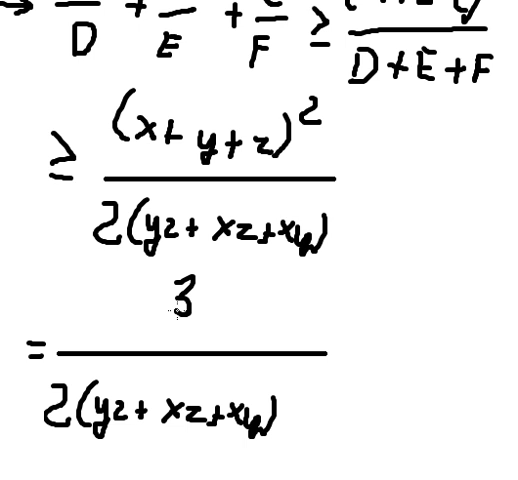 → — + — + — ≥ —
D E F D+E+F
≥ (x+y+z)²
2(yz+xz+xy)
= 3
2(yz+xz+xy)